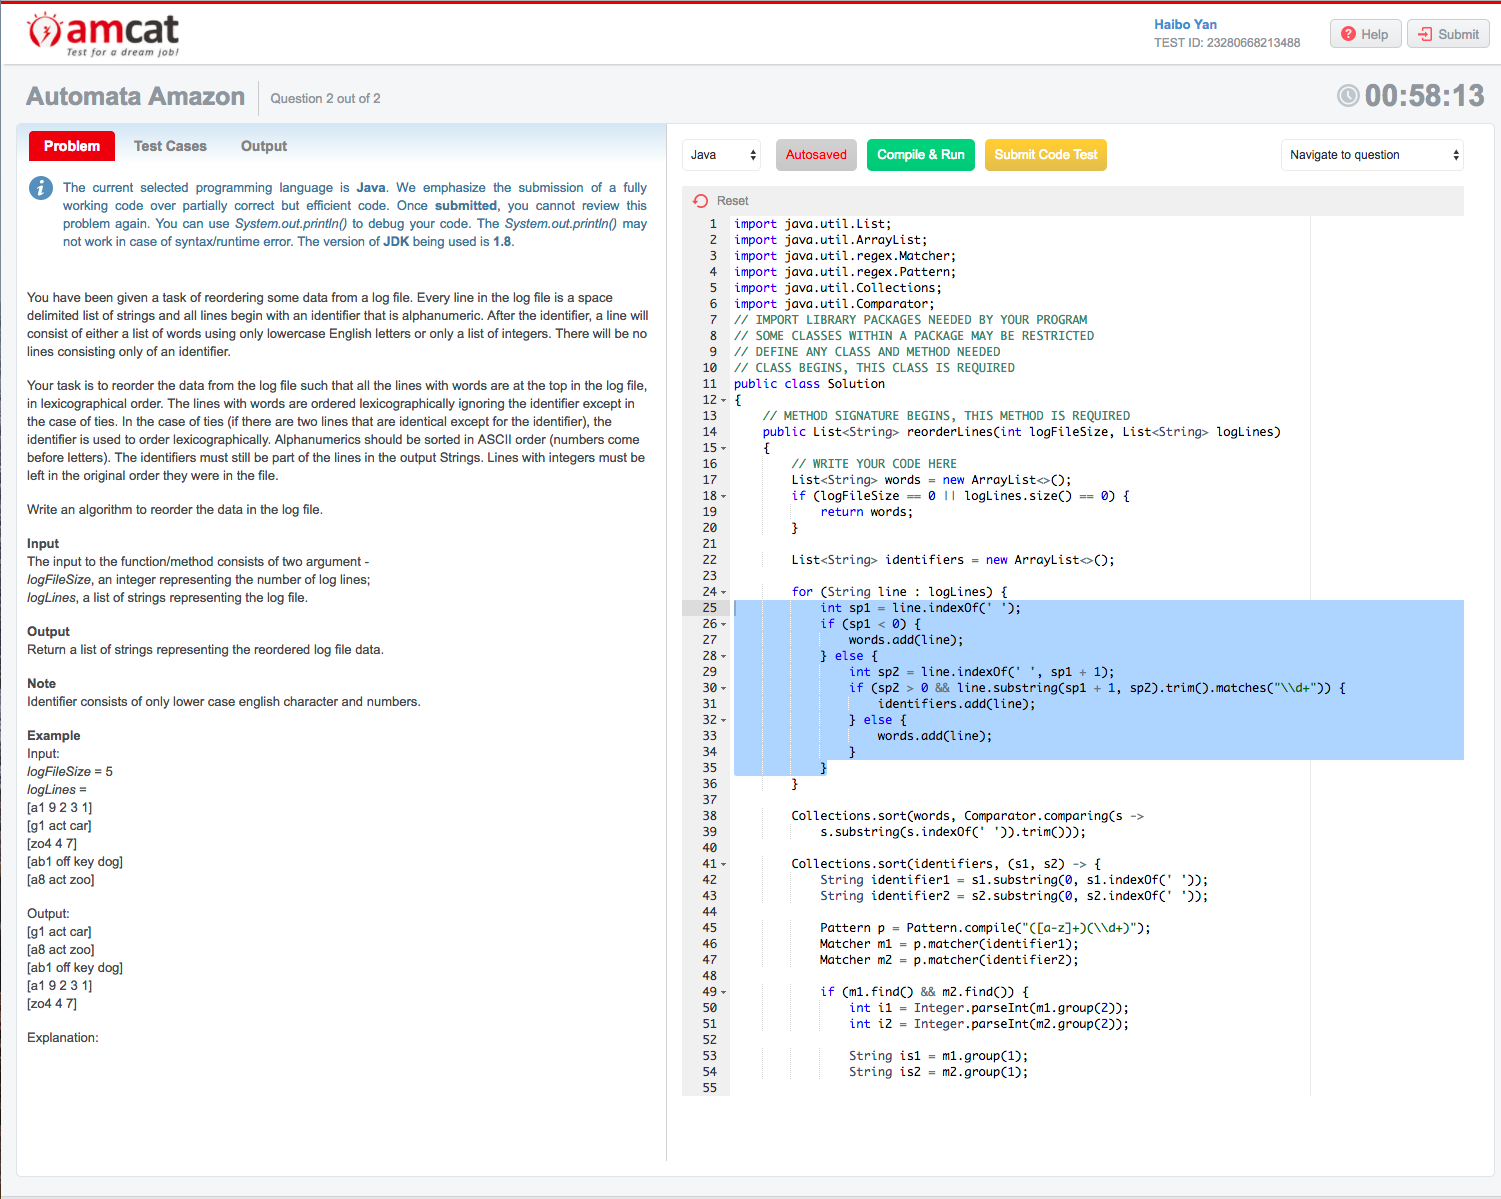 amcat
Test for a dream job!
Haibo Yan
TEST ID: 23280668213488
Help
Submit
Automata Amazon
Question 2 out of 2
00:58:13
Problem
Test Cases
Output
The current selected programming language is Java. We emphasize the submission of a fully
working code over partially correct but efficient code. Once submitted, you cannot review this
problem again. You can use System.out.println() to debug your code. The System.out.println() may
not work in case of syntax/runtime error. The version of JDK being used is 1.8.
You have been given a task of reordering some data from a log file. Every line in the log file is a space
delimited list of strings and all lines begin with an identifier that is alphanumeric. After the identifier, a line will
consist of either a list of words using only lowercase English letters or only a list of integers. There will be no
lines consisting only of an identifier.
Your task is to reorder the data from the log file such that all the lines with words are at the top in the log file,
in lexicographical order. The lines with words are ordered lexicographically ignoring the identifier except in
the case of ties. In the case of ties (if there are two lines that are identical except for the identifier), the
identifier is used to order lexicographically. Alphanumerics should be sorted in ASCII order (numbers come
before letters). The identifiers must still be part of the lines in the output Strings. Lines with integers must be
left in the original order they were in the file.
Write an algorithm to reorder the data in the log file.
Input
The input to the function/method consists of two argument -
logFileSize, an integer representing the number of log lines;
logLines, a list of strings representing the log file.
Output
Return a list of strings representing the reordered log file data.
Note
Identifier consists of only lower case english character and numbers.
Example
Input:
logFileSize = 5
logLines =
[a1 9 2 3 1]
[g1 act car]
[zo4 4 7]
[ab1 off key dog]
[a8 act zoo]
Output:
[g1 act car]
[a8 act zoo]
[ab1 off key dog]
[a1 9 2 3 1]
[zo4 4 7]
Explanation:
Java
Autosaved
Compile & Run
Submit Code Test
Navigate to question
Reset
1 import java.util.List;
2 import java.util.ArrayList;
3 import java.util.regex.Matcher;
4 import java.util.regex.Pattern;
5 import java.util.Collections;
6 import java.util.Comparator;
7 // IMPORT LIBRARY PACKAGES NEEDED BY YOUR PROGRAM
8 // SOME CLASSES WITHIN A PACKAGE MAY BE RESTRICTED
9 // DEFINE ANY CLASS AND METHOD NEEDED
10 // CLASS BEGINS, THIS CLASS IS REQUIRED
11 public class Solution
12 {
13 // METHOD SIGNATURE BEGINS, THIS METHOD IS REQUIRED
14 public List<String> reorderLines(int logFileSize, List<String> logLines)
15 {
16 // WRITE YOUR CODE HERE
17 List<String> words = new ArrayList<>();
18 if (logFileSize == 0 || logLines.size() == 0) {
19 return words;
20 }
21
22 List<String> identifiers = new ArrayList<>();
23
24 for (String line : logLines) {
25 int sp1 = line.indexOf(' ');
26 if (sp1 < 0) {
27 words.add(line);
28 } else {
29 int sp2 = line.indexOf(' ', sp1 + 1);
30 if (sp2 > 0 && line.substring(sp1 + 1, sp2).trim().matches("\\d+")) {
31 identifiers.add(line);
32 } else {
33 words.add(line);
34 }
35 }
36 }
37
38 Collections.sort(words, Comparator.comparing(s ->
39 s.substring(s.indexOf(' ')).trim()));
40
41 Collections.sort(identifiers, (s1, s2) -> {
42 String identifier1 = s1.substring(0, s1.indexOf(' '));
43 String identifier2 = s2.substring(0, s2.indexOf(' '));
44
45 Pattern p = Pattern.compile("([a-z]+)(\\d+)");
46 Matcher m1 = p.matcher(identifier1);
47 Matcher m2 = p.matcher(identifier2);
48
49 if (m1.find() && m2.find()) {
50 int i1 = Integer.parseInt(m1.group(2));
51 int i2 = Integer.parseInt(m2.group(2));
52
53 String is1 = m1.group(1);
54 String is2 = m2.group(1);
55